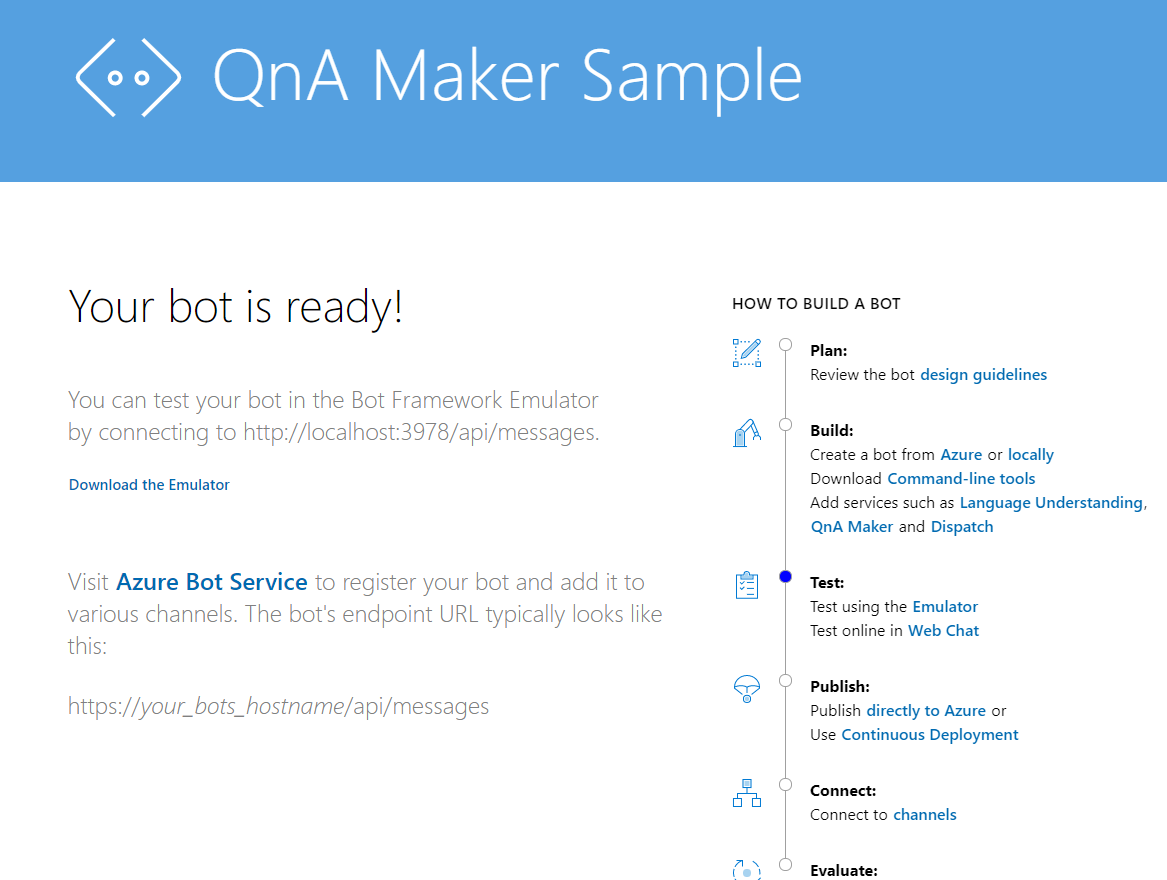 QnA Maker Sample
Your bot is ready!
You can test your bot in the Bot Framework Emulator
by connecting to http://localhost:3978/api/messages.
Download the Emulator
Visit Azure Bot Service to register your bot and add it to
various channels. The bot's endpoint URL typically looks like
this:
https://your_bots_hostname/api/messages
HOW TO BUILD A BOT
Plan:
Review the bot design guidelines
Build:
Create a bot from Azure or locally
Download Command-line tools
Add services such as Language Understanding,
QnA Maker and Dispatch
Test:
Test using the Emulator
Test online in Web Chat
Publish:
Publish directly to Azure or
Use Continuous Deployment
Connect:
Connect to channels
Evaluate: